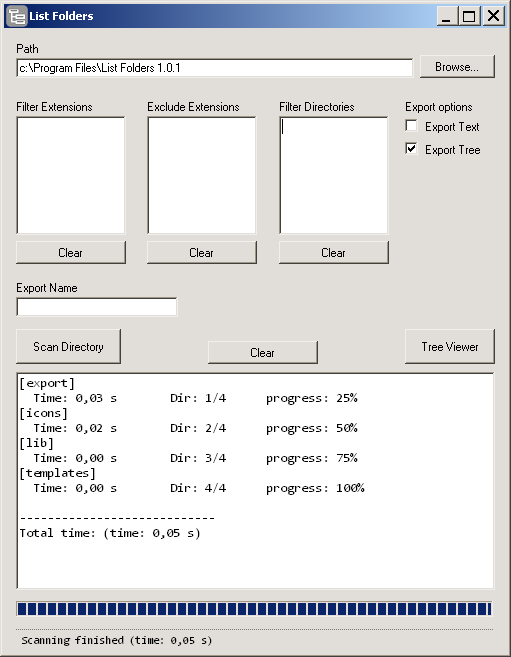 List Folders
Path
c:\Program Files\List Folders 1.0.1
Browse...
Filter Extensions
Exclude Extensions
Filter Directories
Export options
Export Text
Export Tree
Clear
Clear
Clear
Export Name
Scan Directory
Clear
Tree Viewer
[export]
Time: 0,03 s Dir: 1/4 progress: 25%
[icons]
Time: 0,02 s Dir: 2/4 progress: 50%
[lib]
Time: 0,00 s Dir: 3/4 progress: 75%
[templates]
Time: 0,00 s Dir: 4/4 progress: 100%
----------------------------
Total time: (time: 0,05 s)
Scanning finished (time: 0,05 s)